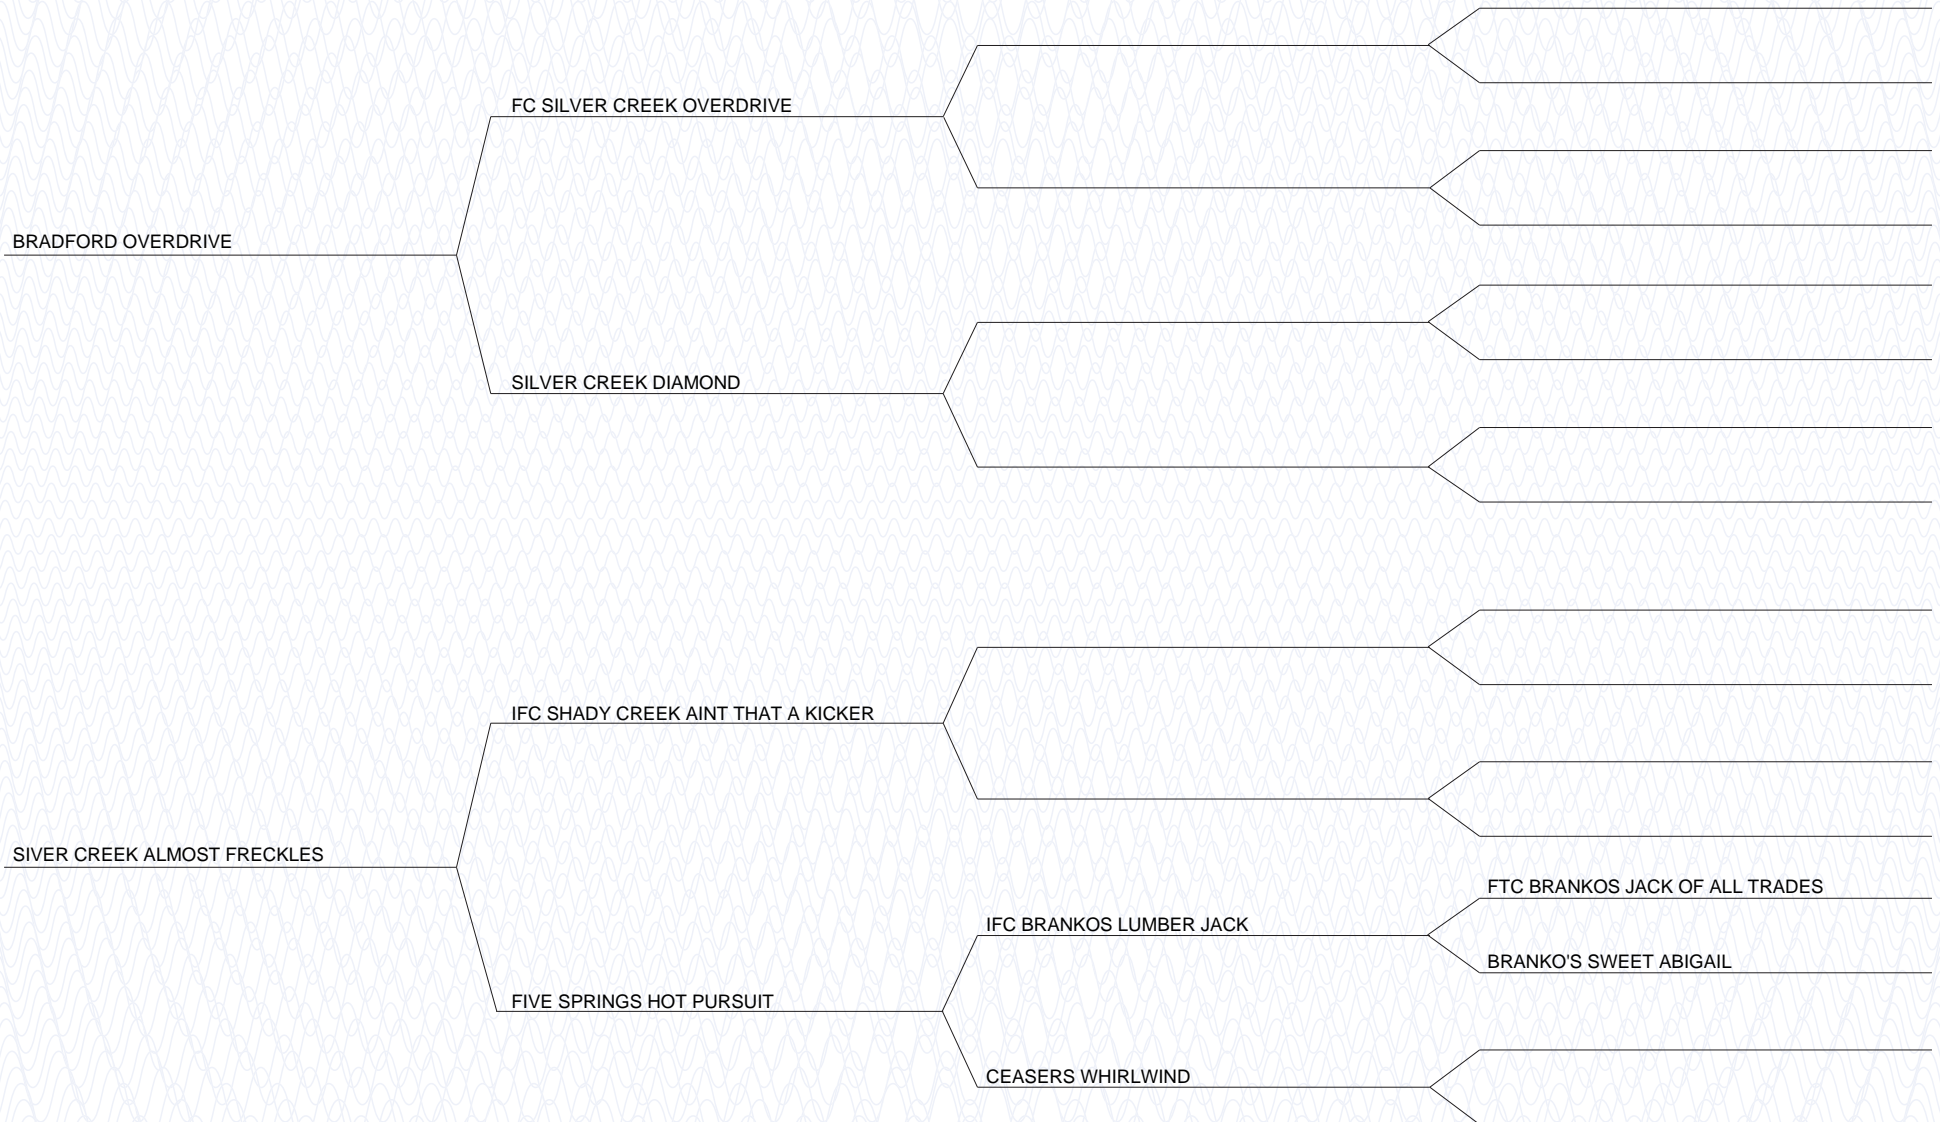 FC SILVER CREEK OVERDRIVE
BRADFORD OVERDRIVE
SILVER CREEK DIAMOND
IFC SHADY CREEK AINT THAT A KICKER
SIVER CREEK ALMOST FRECKLES
FTC BRANKOS JACK OF ALL TRADES
IFC BRANKOS LUMBER JACK
BRANKO'S SWEET ABIGAIL
FIVE SPRINGS HOT PURSUIT
CEASERS WHIRLWIND